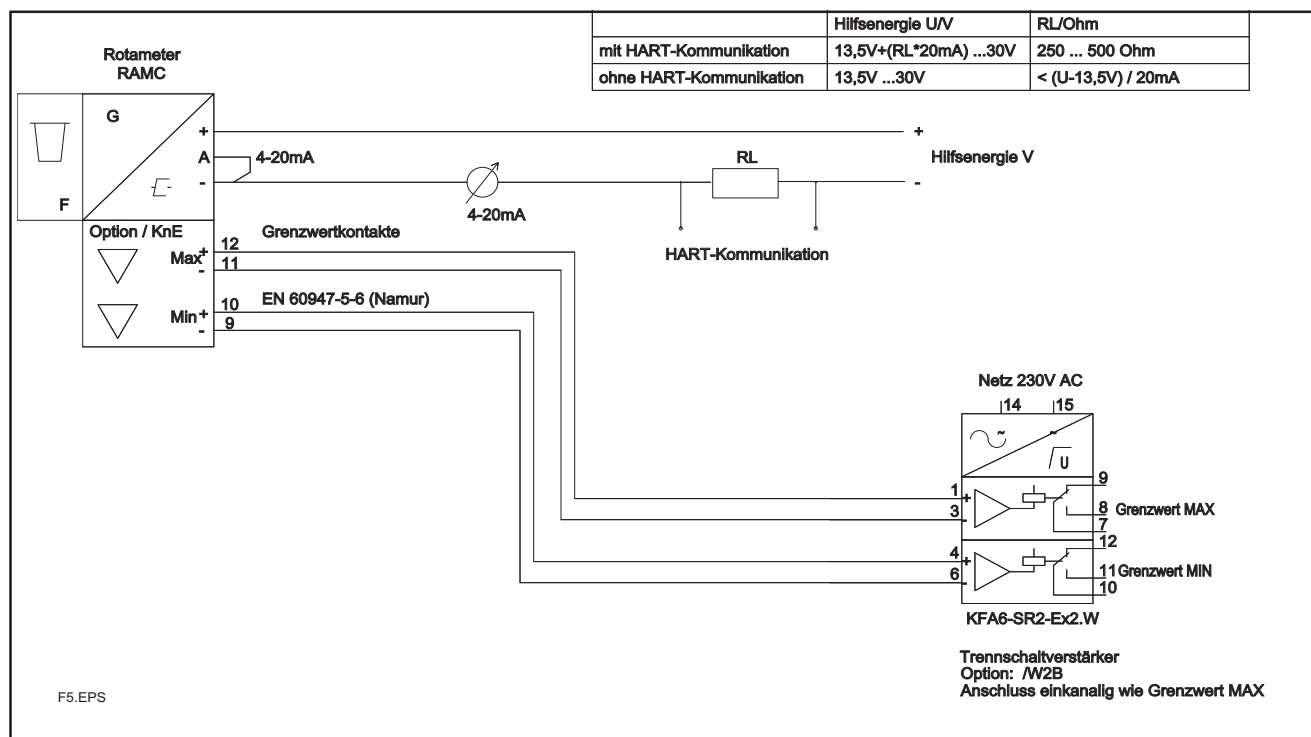 Hilfsenergie U/V RL/Ohm
mit HART-Kommunikation 13,5V+(RL*20mA) ...30V 250 ... 500 Ohm
ohne HART-Kommunikation 13,5V ...30V < (U-13,5V) / 20mA
Rotameter
RAMC
G
F
+
A
-
4-20mA
4-20mA
RL
+
Hilfsenergie V
-
HART-Kommunikation
Option / KnE
Max
+
-
12
11
Grenzwertkontakte
Min
+
-
10
9
EN 60947-5-6 (Namur)
Netz 230V AC
14 15
~
~
U
1
+
3
-
9
8
7
Grenzwert MAX
4
+
6
-
12
11
10
Grenzwert MIN
KFA6-SR2-Ex2.W
Trennschaltverstärker
Option: /W2B
Anschluss einkanalig wie Grenzwert MAX
F5.EPS